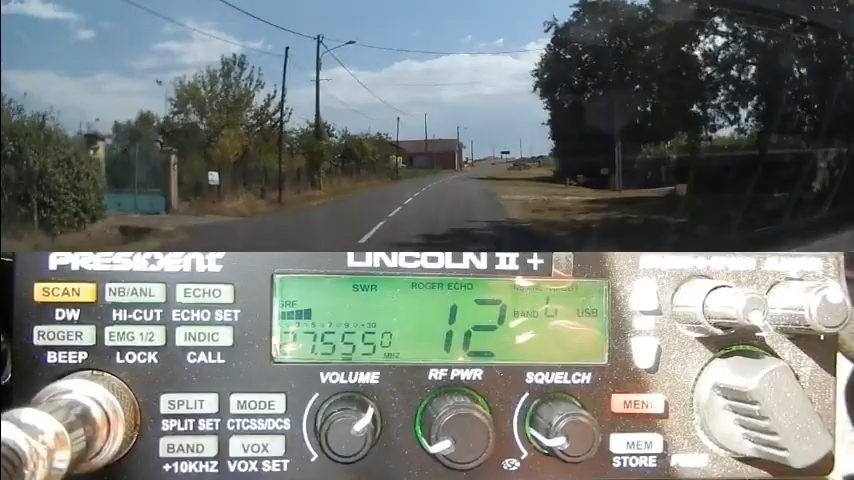 PRESIDENT
LINCOLN II +
SCAN NB/ANL ECHO
DW HI-CUT ECHO SET
ROGER EMG 1/2 INDIC
BEEP LOCK CALL
SWR ROGER ECHO
SRF
BAND USB
27.5550 MHZ
12
VOLUME RF PWR SQUELCH
SPLIT MODE
SPLIT SET CTCSS/DCS
BAND VOX
+10KHZ VOX SET
MENU
MEM
STORE